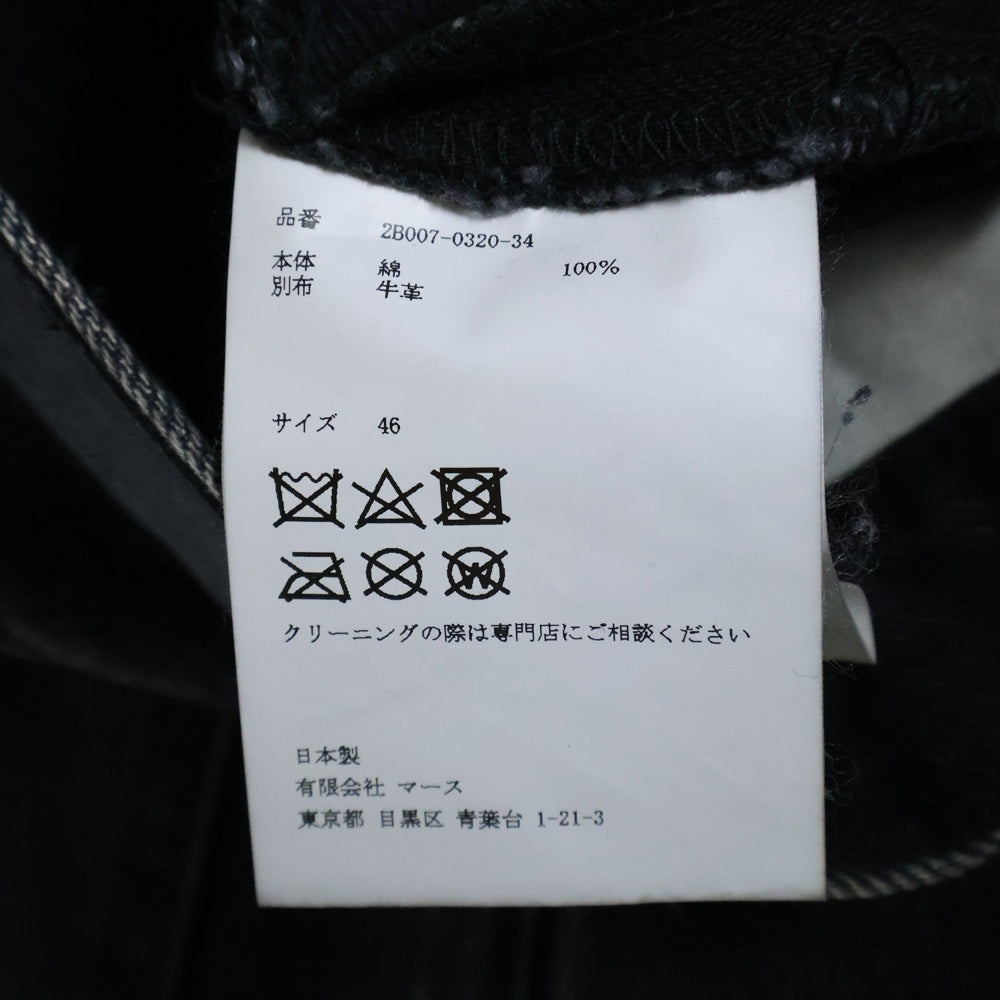 品番 2B007-0320-34
本体 綿 100%
別布 牛革
サイズ 46
W
クリーニングの際は専門店にご相談ください
日本製
有限会社 マース
東京都 目黒区 青葉台 1-21-3